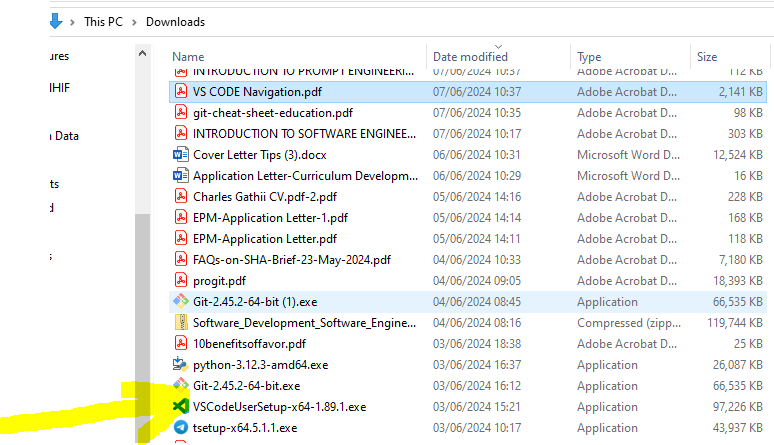 This PC > Downloads
Name Date modified Type Size
INTRODUCTION TO PROMPT ENGINEERI... 07/06/2024 10:37 Adobe Acrobat D... 112 KB
VS CODE Navigation.pdf 07/06/2024 10:37 Adobe Acrobat D... 2,141 KB
git-cheat-sheet-education.pdf 07/06/2024 10:35 Adobe Acrobat D... 98 KB
INTRODUCTION TO SOFTWARE ENGINEE... 07/06/2024 10:17 Adobe Acrobat D... 303 KB
Cover Letter Tips (3).docx 06/06/2024 10:31 Microsoft Word D... 12,524 KB
Application Letter-Curriculum Developm... 06/06/2024 10:29 Microsoft Word D... 16 KB
Charles Gathii CV.pdf-2.pdf 05/06/2024 14:16 Adobe Acrobat D... 228 KB
EPM-Application Letter-1.pdf 05/06/2024 14:14 Adobe Acrobat D... 168 KB
EPM-Application Letter.pdf 05/06/2024 14:11 Adobe Acrobat D... 118 KB
FAQs-on-SHA-Brief-23-May-2024.pdf 04/06/2024 10:33 Adobe Acrobat D... 7,180 KB
progit.pdf 04/06/2024 09:05 Adobe Acrobat D... 18,393 KB
Git-2.45.2-64-bit (1).exe 04/06/2024 08:45 Application 66,535 KB
Software_Development_Software_Engine... 04/06/2024 08:16 Compressed (zipp... 119,744 KB
10benefitsoffavor.pdf 03/06/2024 18:38 Adobe Acrobat D... 25 KB
python-3.12.3-amd64.exe 03/06/2024 16:37 Application 26,087 KB
Git-2.45.2-64-bit.exe 03/06/2024 16:12 Application 66,535 KB
VSCodeUserSetup-x64-1.89.1.exe 03/06/2024 15:21 Application 97,226 KB
tsetup-x64.5.1.1.exe 03/06/2024 10:17 Application 43,937 KB
ures
IHIF
Data
ts
d
s